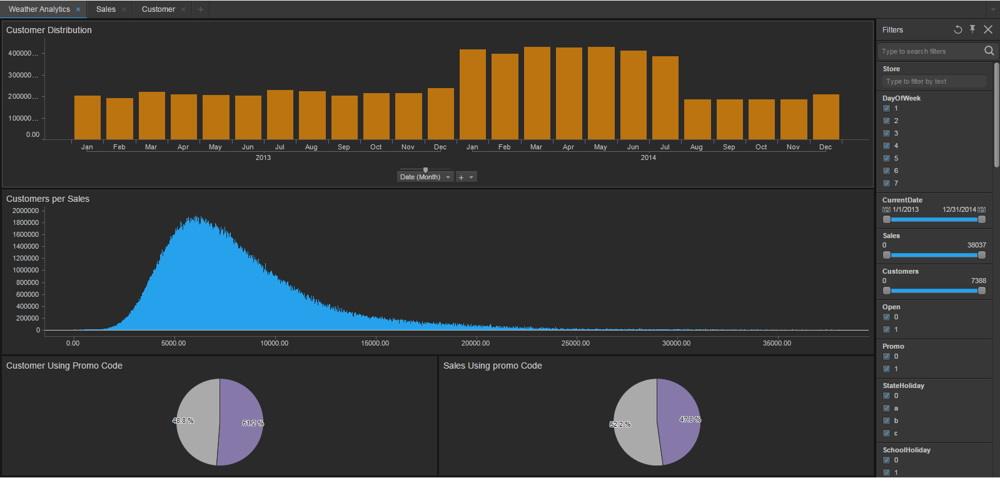 Weather Analytics × Sales × Customer × +
Customer Distribution
400000...
300000...
200000...
100000...
0.00
Jan Feb Mar Apr May Jun Jul Aug Sep Oct Nov Dec Jan Feb Mar Apr May Jun Jul Aug Sep Oct Nov Dec
2013 2014
Date (Month) +
Customers per Sales
2000000
1800000
1600000
1400000
1200000
1000000
800000
600000
400000
200000
0
0.00 5000.00 10000.00 15000.00 20000.00 25000.00 30000.00 35000.00
Customer Using Promo Code
48.8 % 51.2 %
Sales Using promo Code
52.2 % 47.8 %
Filters
Type to search filters
Store
Type to filter by text
DayOfWeek
1
2
3
4
5
6
7
CurrentDate
1/1/2013 12/31/2014
Sales
0 38037
Customers
0 7388
Open
0
1
Promo
0
1
StateHoliday
0
a
b
c
SchoolHoliday
0
1